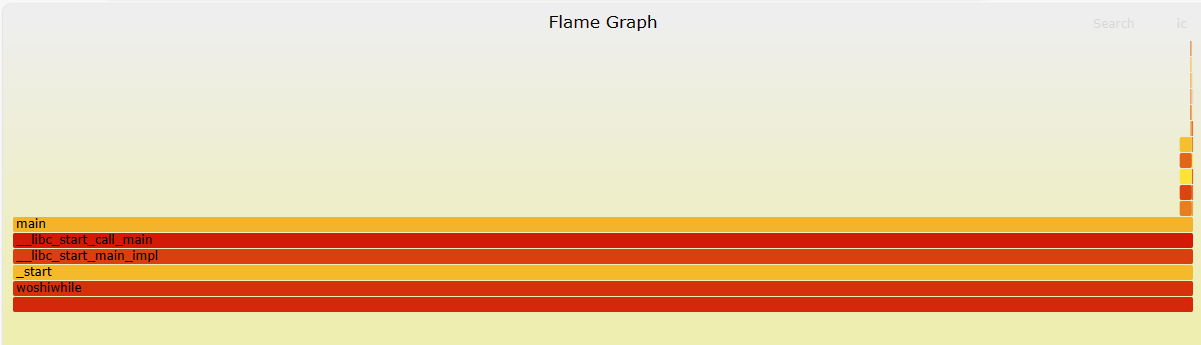 Flame Graph
Search ic
main
__libc_start_call_main
__libc_start_main_impl
_start
woshiwhile